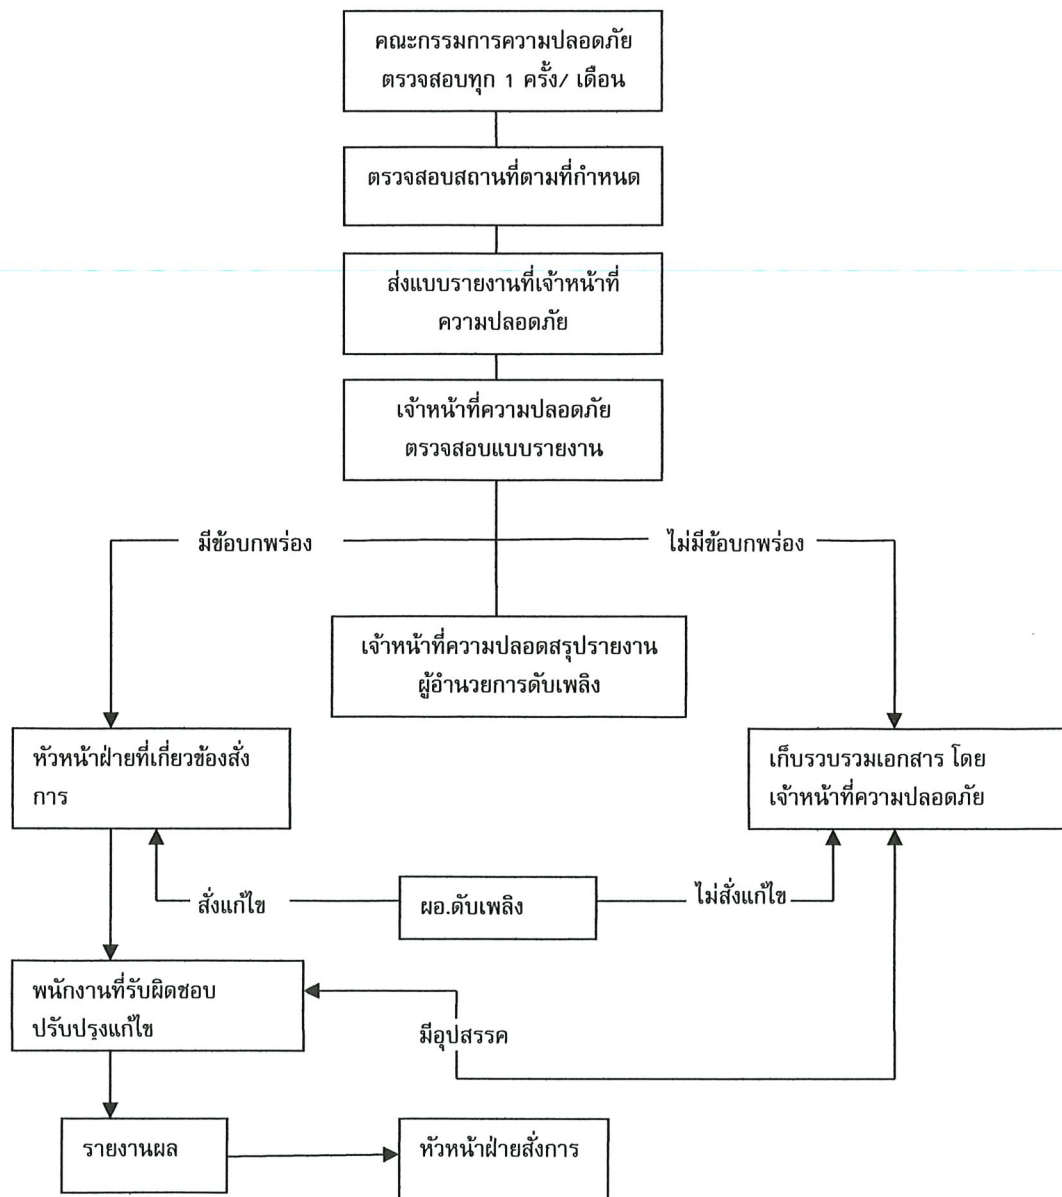 คณะกรรมการความปลอดภัย
ตรวจสอบทุก 1 ครั้ง/ เดือน
ตรวจสอบสถานที่ตามที่กำหนด
ส่งแบบรายงานที่เจ้าหน้าที่
ความปลอดภัย
เจ้าหน้าที่ความปลอดภัย
ตรวจสอบแบบรายงาน
มีข้อบกพร่อง
ไม่มีข้อบกพร่อง
เจ้าหน้าที่ความปลอดสรุปรายงาน
ผู้อำนวยการดับเพลิง
หัวหน้าฝ่ายที่เกี่ยวข้องสั่ง
การ
เก็บรวบรวมเอกสาร โดย
เจ้าหน้าที่ความปลอดภัย
สั่งแก้ไข
ผอ.ดับเพลิง
ไม่สั่งแก้ไข
พนักงานที่รับผิดชอบ
ปรับปรุงแก้ไข
มีอุปสรรค
รายงานผล
หัวหน้าฝ่ายสั่งการ